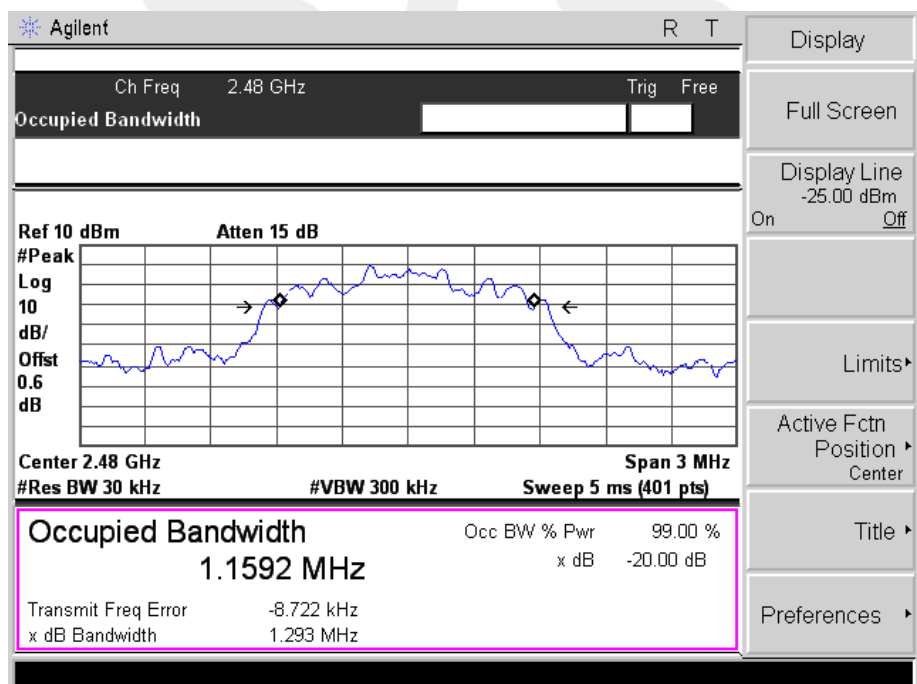 Agilent R T
Ch Freq 2.48 GHz Trig Free
Occupied Bandwidth
Ref 10 dBm Atten 15 dB
#Peak
Log
10
dB/
Offst
0.6
dB
Center 2.48 GHz Span 3 MHz
#Res BW 30 kHz #VBW 300 kHz Sweep 5 ms (401 pts)
Occupied Bandwidth Occ BW % Pwr 99.00 %
1.1592 MHz x dB -20.00 dB
Transmit Freq Error -8.722 kHz
x dB Bandwidth 1.293 MHz
Display
Full Screen
Display Line
-25.00 dBm
On Off
Limits
Active Fctn
Position
Center
Title
Preferences